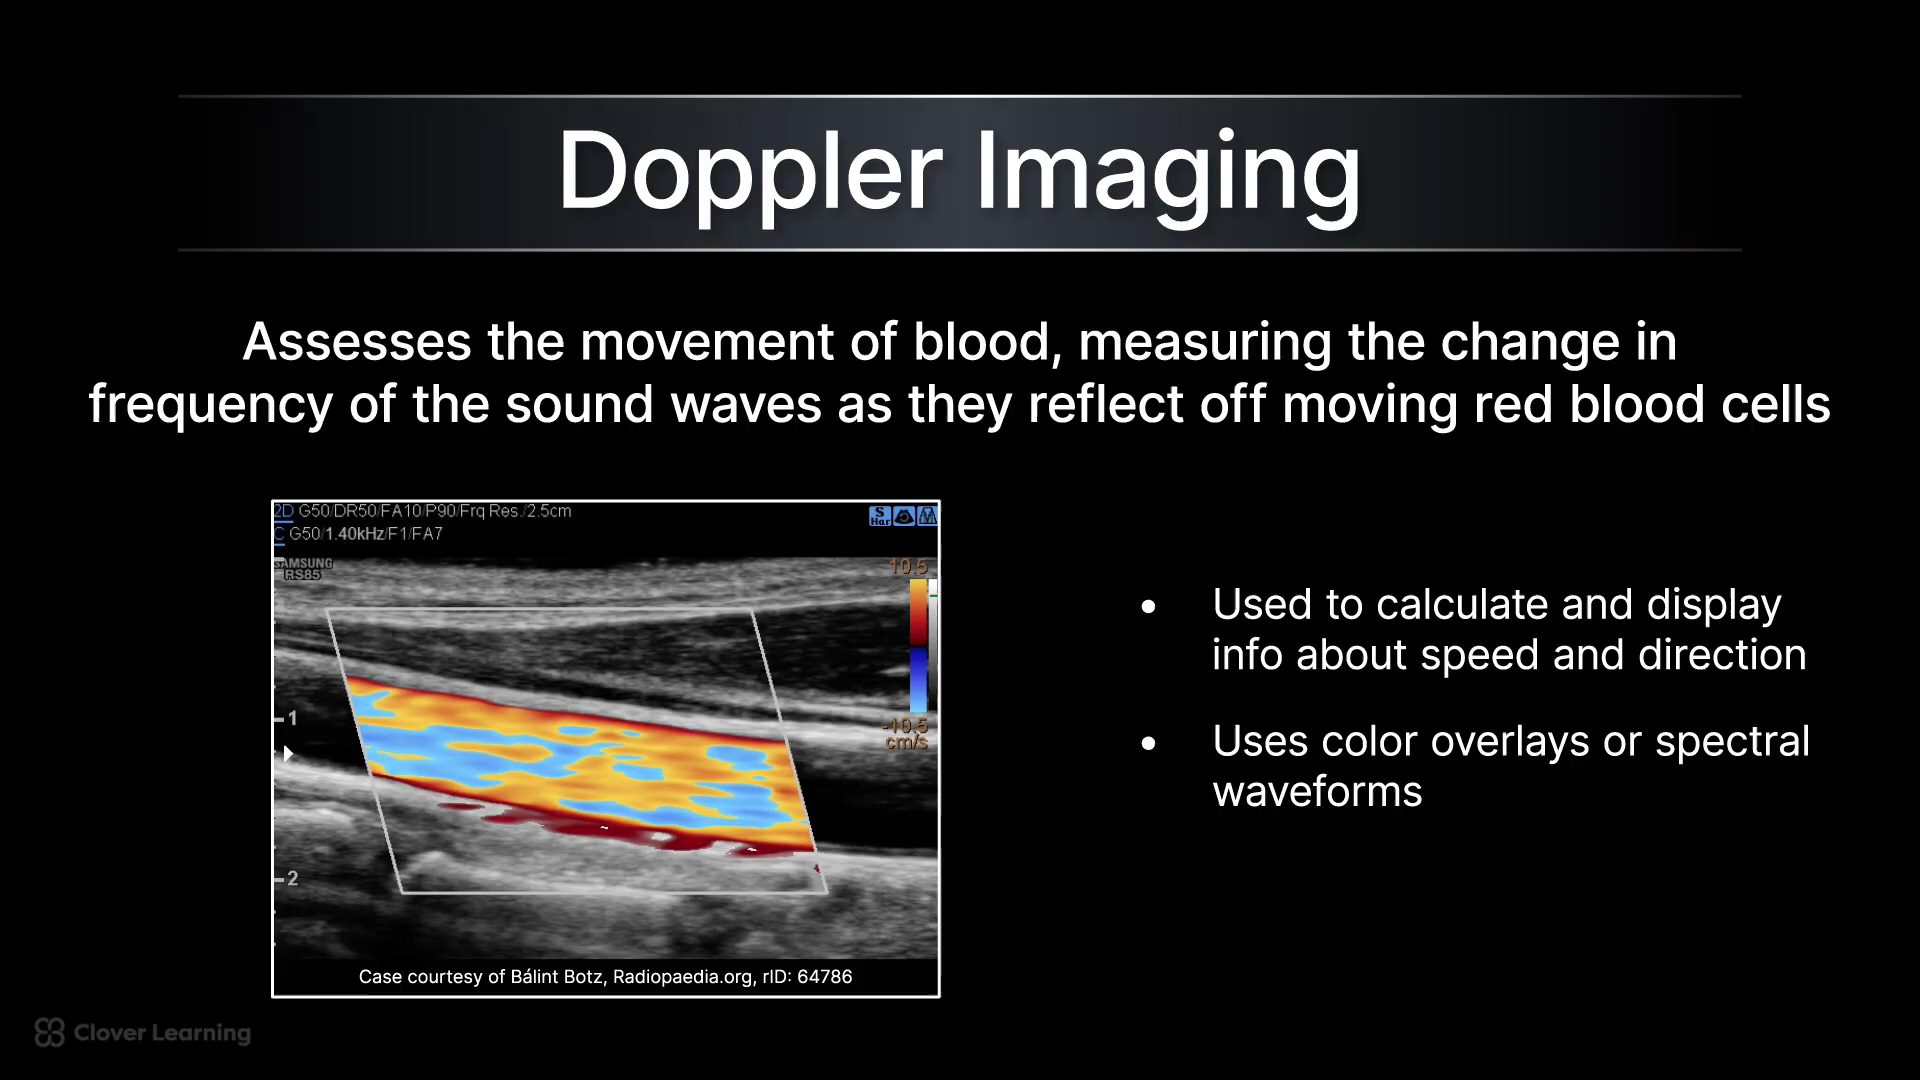 Doppler Imaging
Assesses the movement of blood, measuring the change in
frequency of the sound waves as they reflect off moving red blood cells
2D G50/DR50/FA10/P90/Frq Res./2.5cm
C G50/1.40kHz/F1/FA7
S
Har
M
SAMSUNG
RS85
10.5
-10.5
cm/s
1
2
Case courtesy of Bálint Botz, Radiopaedia.org, rID: 64786
• Used to calculate and display
info about speed and direction
• Uses color overlays or spectral
waveforms
Clover Learning